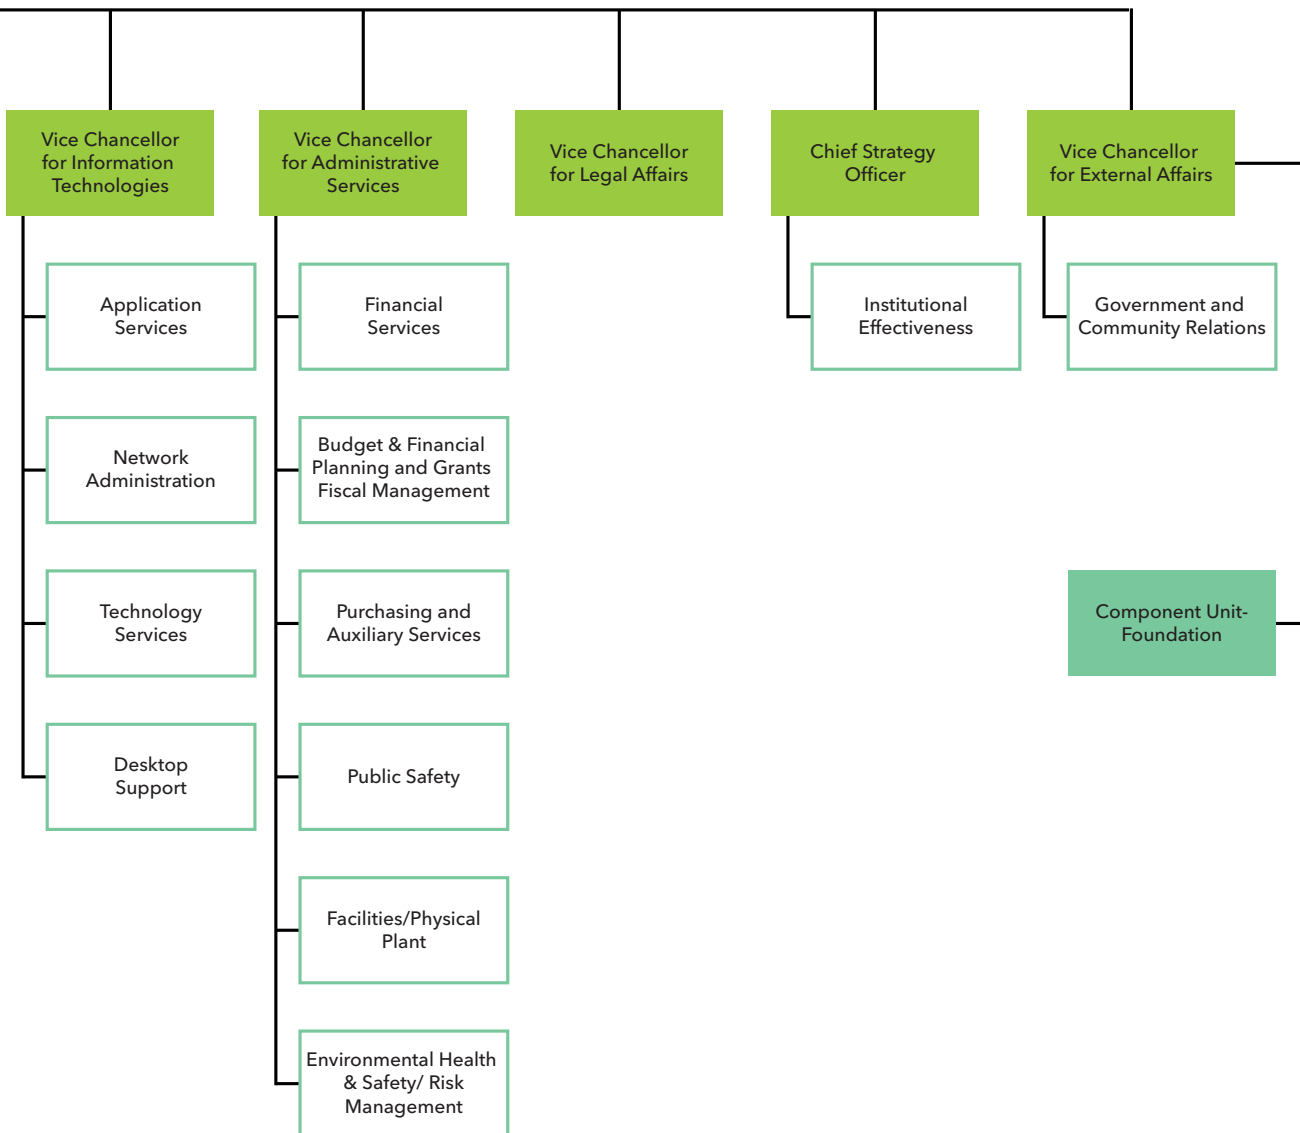 Vice Chancellor
for Information
Technologies
Vice Chancellor
for Administrative
Services
Vice Chancellor
for Legal Affairs
Chief Strategy
Officer
Vice Chancellor
for External Affairs
Application
Services
Network
Administration
Technology
Services
Desktop
Support
Financial
Services
Budget & Financial
Planning and Grants
Fiscal Management
Purchasing and
Auxiliary Services
Public Safety
Facilities/Physical
Plant
Environmental Health
& Safety/ Risk
Management
Institutional
Effectiveness
Government and
Community Relations
Component Unit-
Foundation